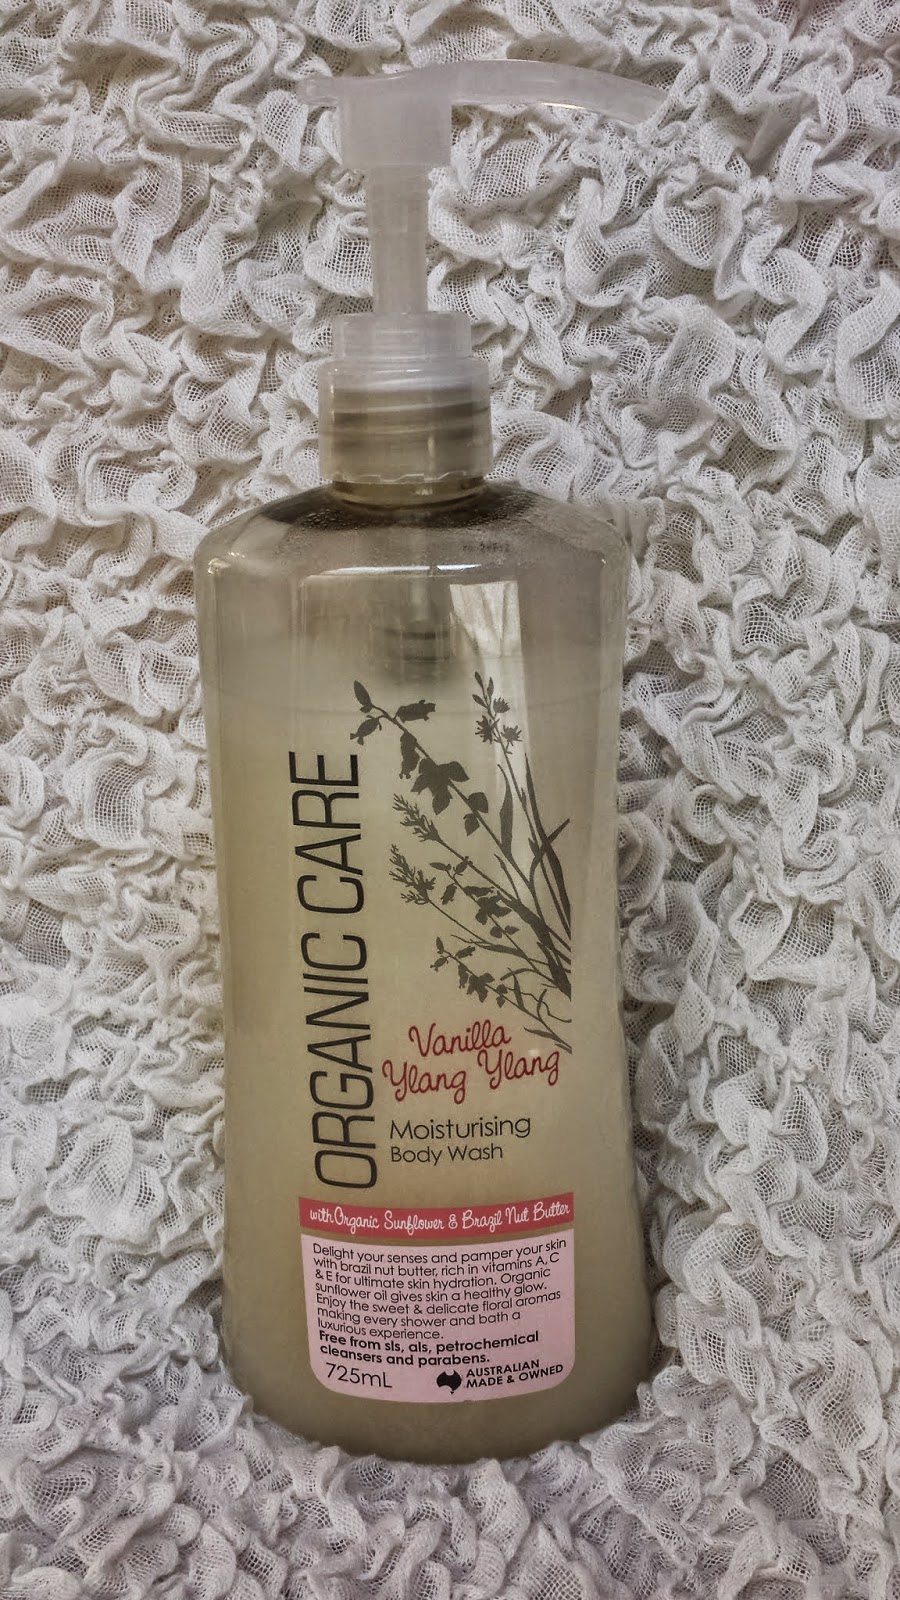 ORGANIC CARE
Vanilla
Ylang Ylang
Moisturising
Body Wash
with Organic Sunflower & Brazil Nut Butter
Delight your senses and pamper your skin
with brazil nut butter, rich in vitamins A, C
& E for ultimate skin hydration. Organic
sunflower oil gives skin a healthy glow.
Enjoy the sweet & delicate floral aromas
making every shower and bath a
luxurious experience.
Free from sls, als, petrochemical
cleansers and parabens.
725mL
AUSTRALIAN
MADE & OWNED